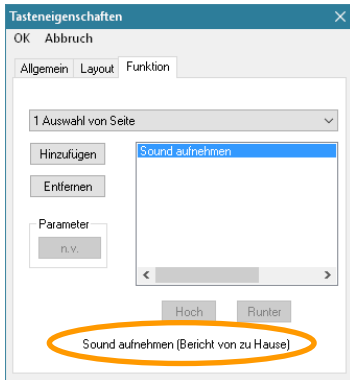 Tasteneigenschaften
OK Abbruch
Allgemein Layout Funktion
1 Auswahl von Seite
Hinzufügen
Sound aufnehmen
Entfernen
Parameter
n.v.
Hoch Runter
Sound aufnehmen (Bericht von zu Hause)